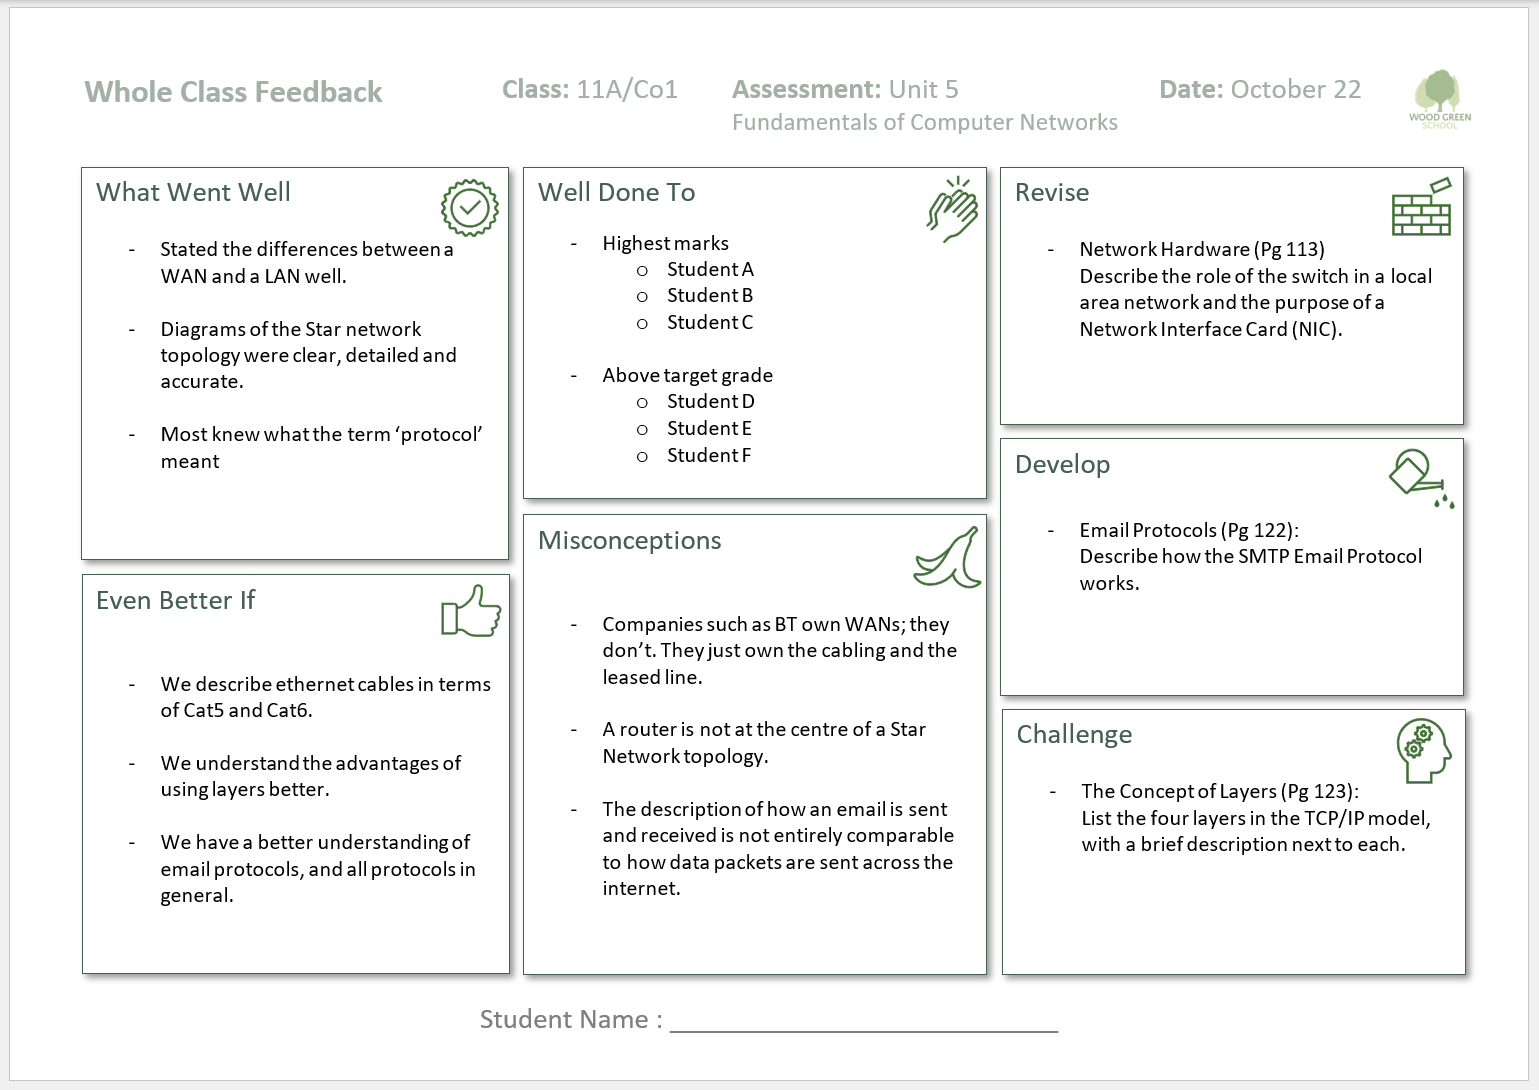 Whole Class Feedback
Class: 11A/Co1
Assessment: Unit 5
Fundamentals of Computer Networks
Date: October 22
WOOD GREEN
SCHOOL
What Went Well
- Stated the differences between a
WAN and a LAN well.
- Diagrams of the Star network
topology were clear, detailed and
accurate.
- Most knew what the term ‘protocol’
meant
Even Better If
- We describe ethernet cables in terms
of Cat5 and Cat6.
- We understand the advantages of
using layers better.
- We have a better understanding of
email protocols, and all protocols in
general.
Well Done To
- Highest marks
o Student A
o Student B
o Student C
- Above target grade
o Student D
o Student E
o Student F
Misconceptions
- Companies such as BT own WANs; they
don’t. They just own the cabling and the
leased line.
- A router is not at the centre of a Star
Network topology.
- The description of how an email is sent
and received is not entirely comparable
to how data packets are sent across the
internet.
Revise
- Network Hardware (Pg 113)
Describe the role of the switch in a local
area network and the purpose of a
Network Interface Card (NIC).
Develop
- Email Protocols (Pg 122):
Describe how the SMTP Email Protocol
works.
Challenge
- The Concept of Layers (Pg 123):
List the four layers in the TCP/IP model,
with a brief description next to each.
Student Name : ____________________________